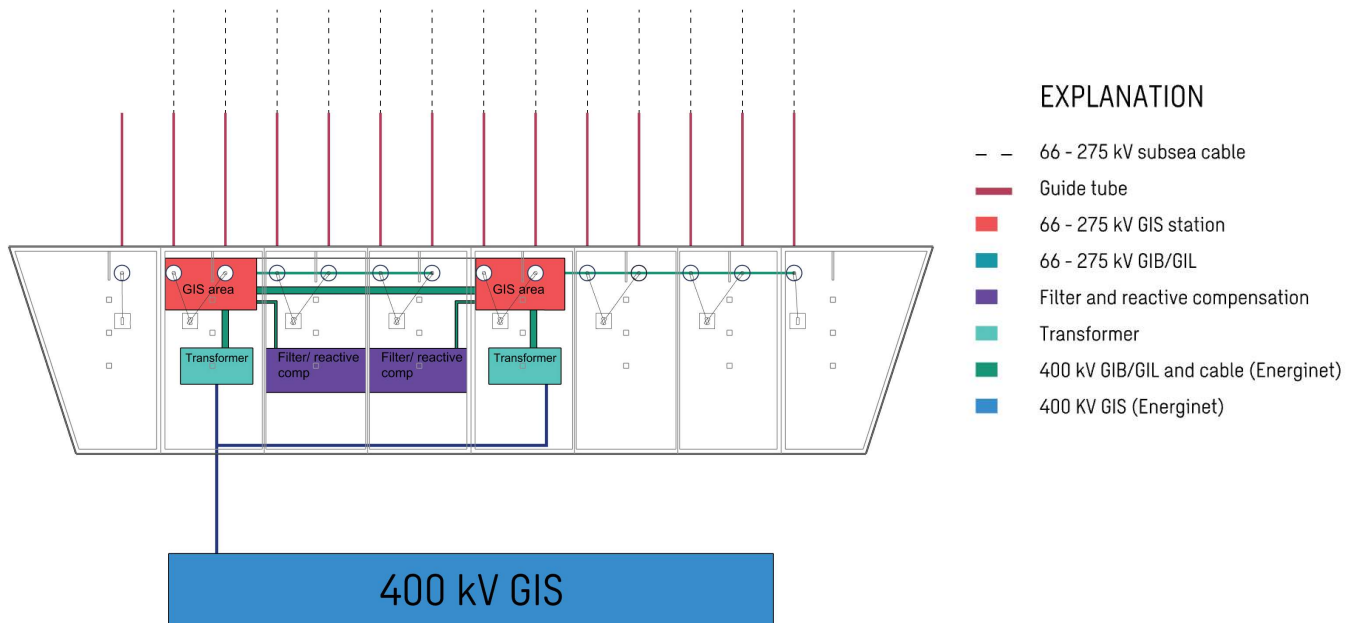 EXPLANATION
66 - 275 kV subsea cable
Guide tube
66 - 275 kV GIS station
66 - 275 kV GIB/GIL
Filter and reactive compensation
Transformer
400 kV GIB/GIL and cable (Energinet)
400 KV GIS (Energinet)
GIS area
GIS area
Transformer
Filter/ reactive
comp
Filter/ reactive
comp
Transformer
400 kV GIS